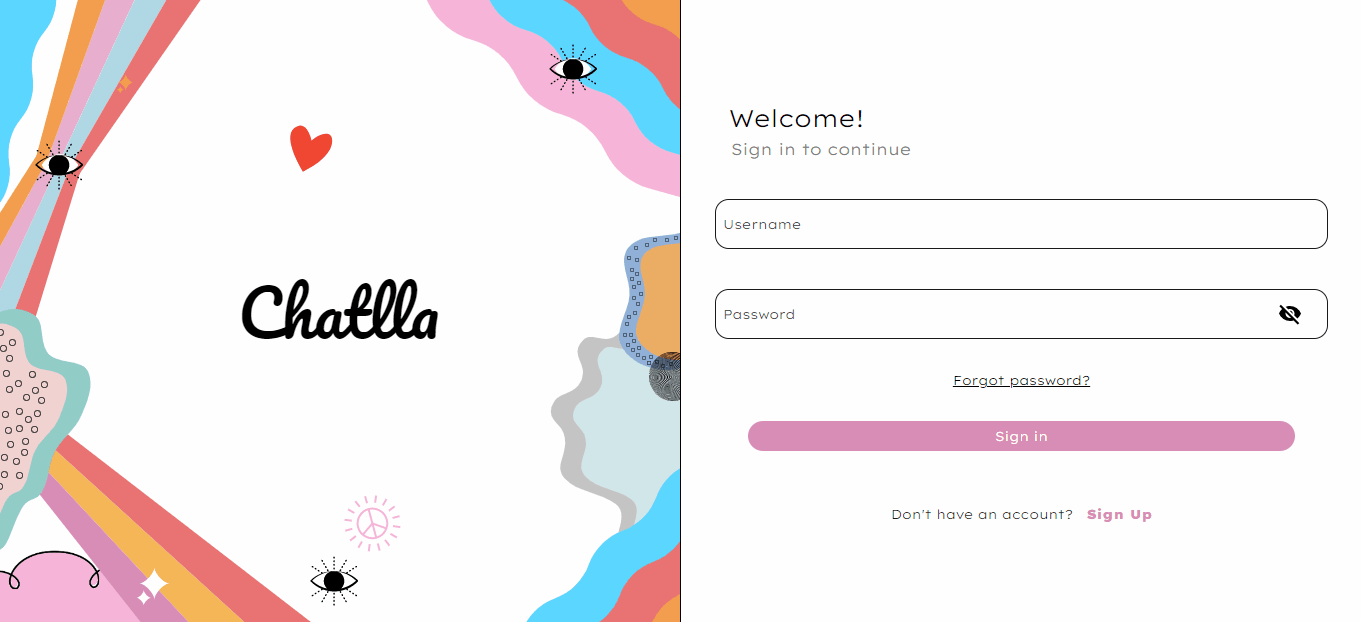 Chatlla
Welcome!
Sign in to continue
Username
Password
Forgot password?
Sign in
Don't have an account? Sign Up